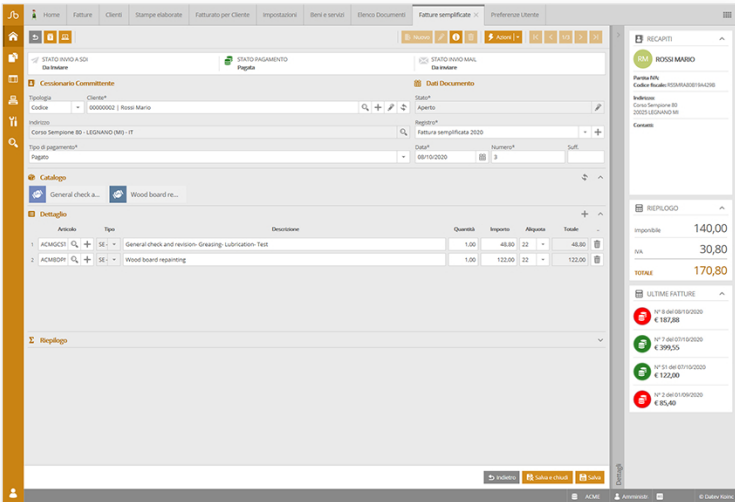 Home Fatture Clienti Stampe elaborate Fatturato per Cliente Impostazioni Beni e servizi Elenco Documenti Fatture semplificate Preferenze Utente
Nuovo Azioni 1/8
STATO INVIO A SDI
Da inviare
STATO PAGAMENTO
Pagata
STATO INVIO MAIL
Da inviare
Cessionario Committente
Tipologia Cliente*
Codice 00000002 | Rossi Mario
Indirizzo
Corso Sempione 80 - LEGNANO (MI) - IT
Tipo di pagamento*
Pagato
Dati Documento
Stato*
Aperto
Registro*
Fattura semplificata 2020
Data* Numero* Suff.
08/10/2020 3
Catalogo
General check a... Wood board re...
Dettaglio
Articolo Tipo Descrizione Quantità Importo Aliquota Totale ..
1 ACMGCST SE - General check and revision- Greasing- Lubrication- Test 1,00 48,80 22 48,80
2 SE - Wood board repainting 1,00 122,00 22 122,00
Σ Riepilogo
Indietro Salva e chiudi Salva
Dettagli
RECAPITI
RM ROSSI MARIO
Partita IVA:
Codice fiscale:
Indirizzo:
Corso Sempione 80
20025 LEGNANO MI
Contatti:
RIEPILOGO
Imponibile 140,00
IVA 30,80
TOTALE 170,80
ULTIME FATTURE
N° 8 del 08/10/2020
€ 187,88
N° 7 del 07/10/2020
€ 399,55
N° 51 del 07/10/2020
€ 122,00
N° 2 del 01/09/2020
€ 85,40
ACME
© Datev